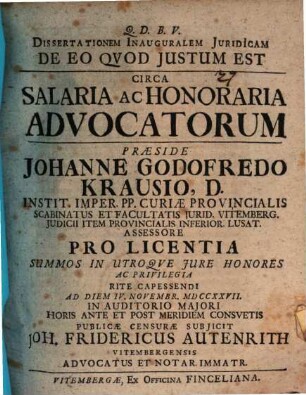 Q. D. B. V.
DISSERTATIONEM INAUGURALEM JURIDICAM
DE EO QVOD JUSTUM EST
CIRCA
SALARIA AC HONORARIA
ADVOCATORUM
PRÆSIDE
JOHANNE GODOFREDO
KRAUSIO, D.
INSTIT. IMPER. PP. CURIÆ PROVINCIALIS
SCABINATUS ET FACULTATIS JURID. VITEMBERG.
JUDICII ITEM PROVINCIALIS INFERIOR. LUSAT.
ASSESSORE
PRO LICENTIA
SUMMOS IN UTROQVE JURE HONORES
AC PRIVILEGIA
RITE CAPESSENDI
AD DIEM IV. NOVEMBR. MDCCXXVII.
IN AUDITORIO MAJORI
HORIS ANTE ET POST MERIDIEM CONSVETIS
PUBLICÆ CENSURÆ SUBJICIT
JOH. FRIDERICUS AUTENRITH
VITEMBERGENSIS
ADVOCATUS ET NOTAR. IMMATR.
VITEMBERGÆ, EX OFFICINA FINCELIANA.